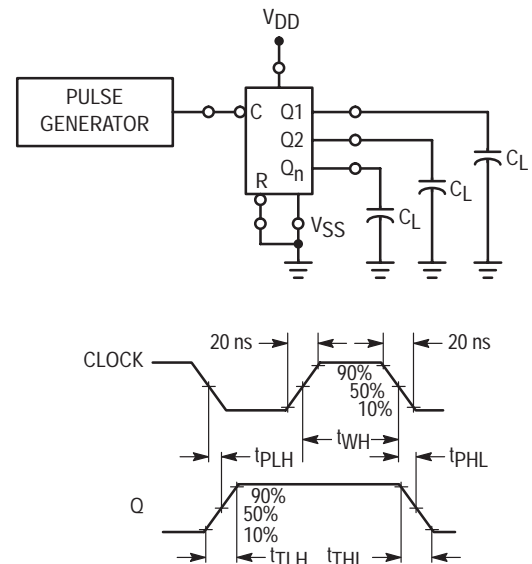 VDD
PULSE
GENERATOR
C
Q1
Q2
Qn
R
VSS
CL
CL
CL
20 ns
20 ns
CLOCK
90%
50%
10%
tWH
tPLH
tPHL
Q
90%
50%
10%
tTLH
tTHL